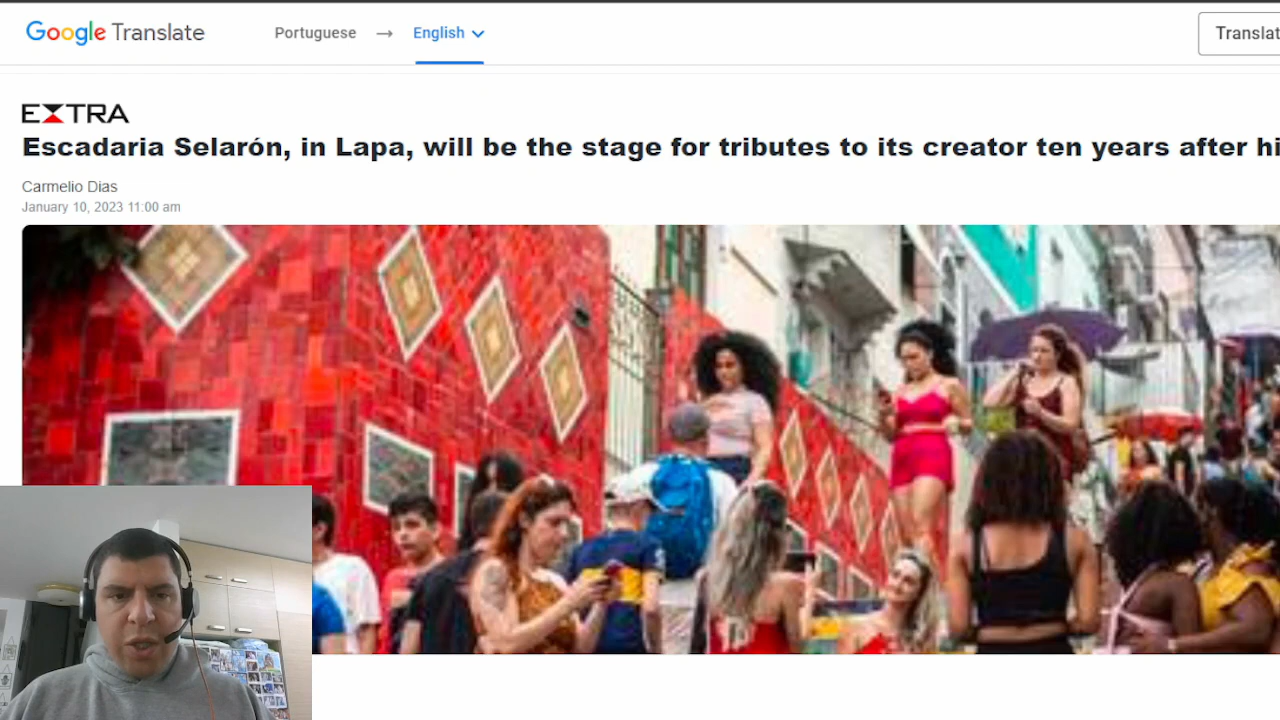 Google Translate
Portuguese → English
Translat
EXTRA
Escadaria Selarón, in Lapa, will be the stage for tributes to its creator ten years after hi
Carmelio Dias
January 10, 2023 11:00 am